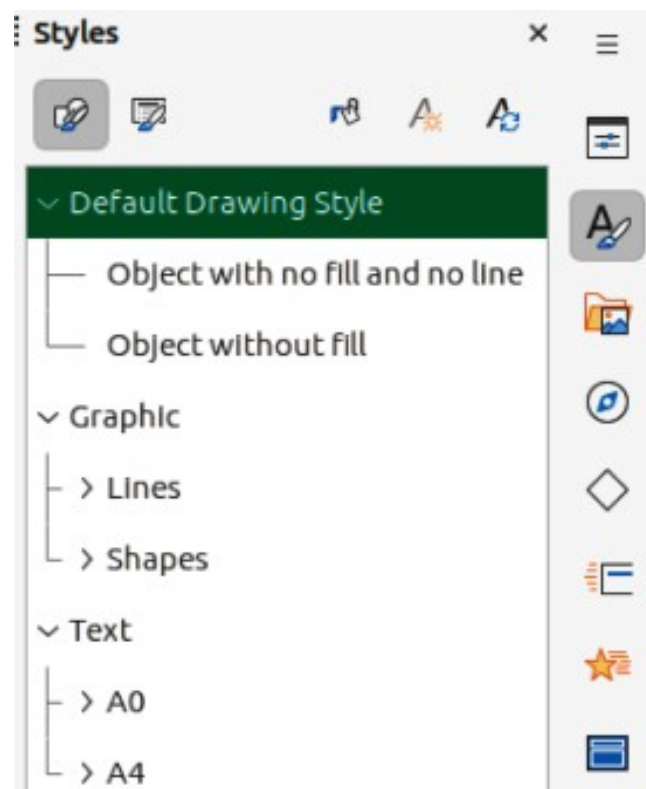 Styles
Default Drawing Style
Object with no fill and no line
Object without fill
Graphic
Lines
Shapes
Text
A0
A4